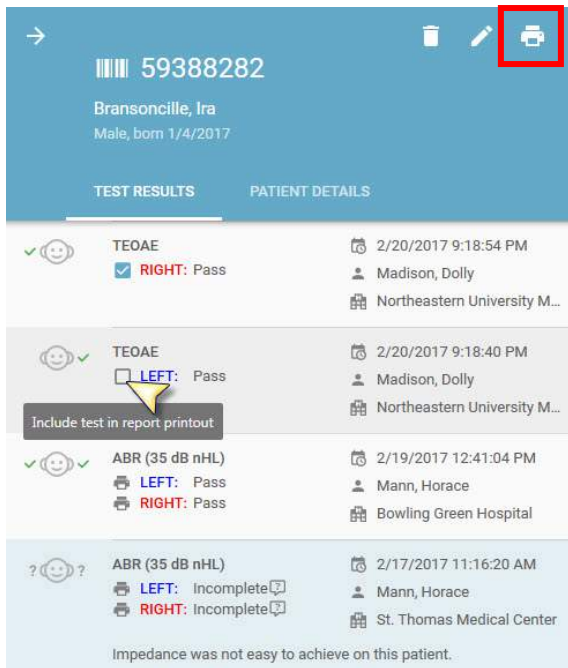 59388282
Bransoncille, Ira
Male, born 1/4/2017
TEST RESULTS PATIENT DETAILS
TEOAE 2/20/2017 9:18:54 PM
RIGHT: Pass Madison, Dolly
Northeastern University M...
TEOAE 2/20/2017 9:18:40 PM
LEFT: Pass Madison, Dolly
Northeastern University M...
Include test in report printout
ABR (35 dB nHL) 2/19/2017 12:41:04 PM
LEFT: Pass Mann, Horace
RIGHT: Pass Bowling Green Hospital
? ? ABR (35 dB nHL) 2/17/2017 11:16:20 AM
LEFT: Incomplete ? Mann, Horace
RIGHT: Incomplete ? St. Thomas Medical Center
Impedance was not easy to achieve on this patient.